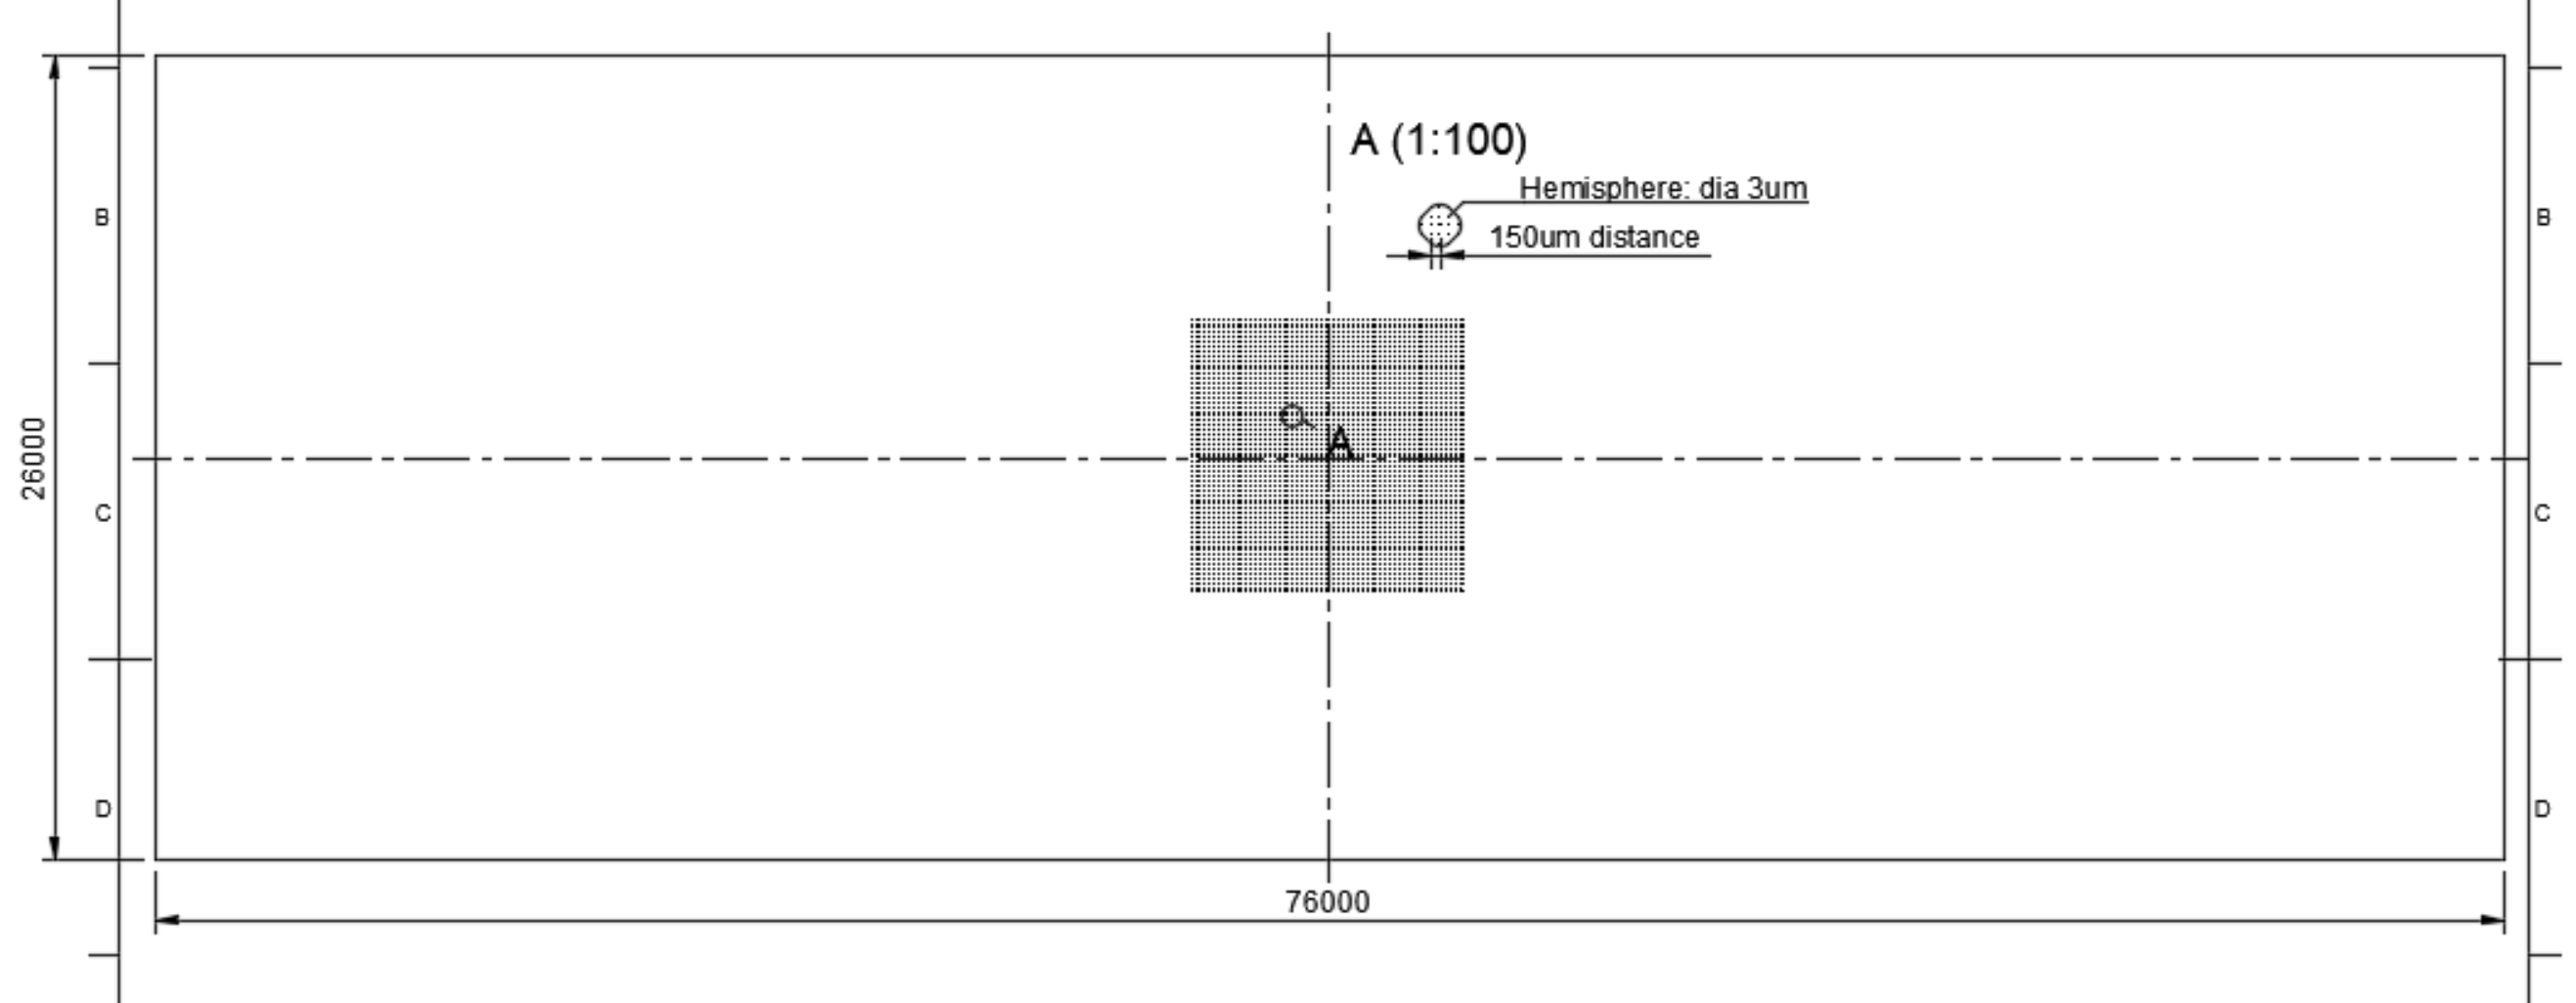 A (1:100)
Hemisphere: dia 3um
B
B
150um distance
A
26000
C
C
D
D
76000